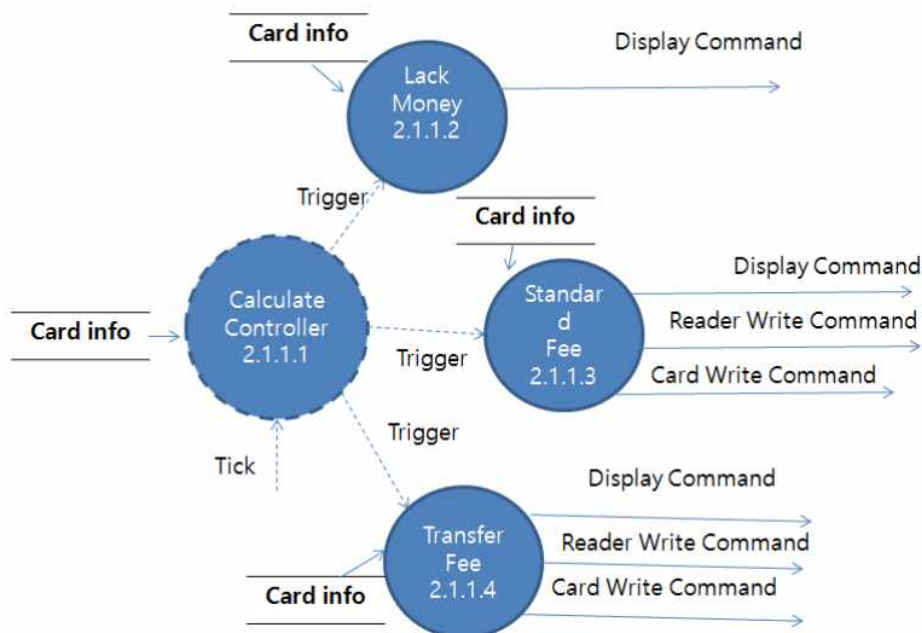 Card info
Display Command
Lack
Money
2.1.1.2
Trigger
Card info
Display Command
Calculate
Controller
2.1.1.1
Standar
d
Fee
2.1.1.3
Card info
Reader Write Command
Trigger
Card Write Command
Trigger
Tick
Display Command
Transfer
Fee
2.1.1.4
Reader Write Command
Card Write Command
Card info